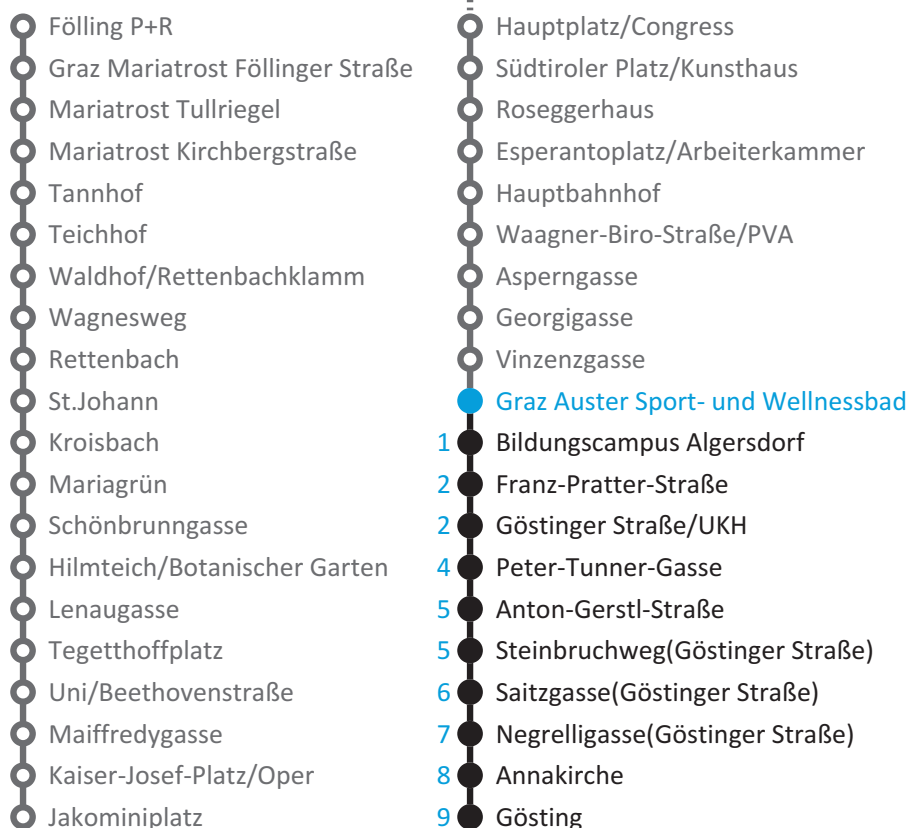 Fölling P+R
Graz Mariatrost Föllinger Straße
Mariatrost Tullriegel
Mariatrost Kirchbergstraße
Tannhof
Teichhof
Waldhof/Rettenbachklamm
Wagnesweg
Rettenbach
St.Johann
Kroisbach
Mariagrün
Schönbrunngasse
Hilmteich/Botanischer Garten
Lenaugasse
Tegetthoffplatz
Uni/Beethovenstraße
Maiffredygasse
Kaiser-Josef-Platz/Oper
Jakominiplatz
Hauptplatz/Congress
Südtiroler Platz/Kunsthaus
Roseggerhaus
Esperantoplatz/Arbeiterkammer
Hauptbahnhof
Waagner-Biro-Straße/PVA
Asperngasse
Georgigasse
Vinzenzgasse
Graz Auster Sport- und Wellnessbad
1 Bildungscampus Algersdorf
2 Franz-Pratter-Straße
2 Göstinger Straße/UKH
4 Peter-Tunner-Gasse
5 Anton-Gerstl-Straße
5 Steinbruchweg(Göstinger Straße)
6 Saitzgasse(Göstinger Straße)
7 Negrelligasse(Göstinger Straße)
8 Annakirche
9 Gösting